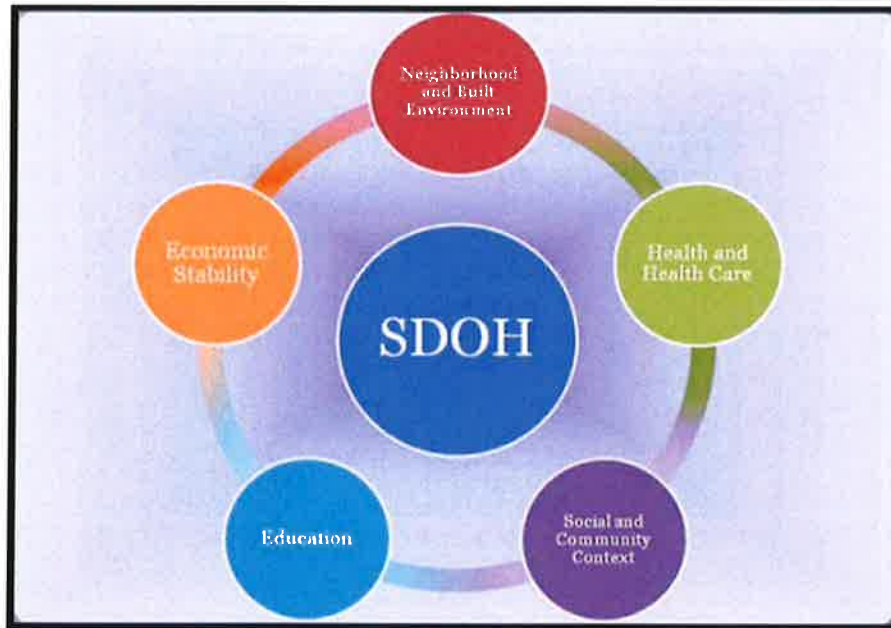 Neighborhood
and Built
Environment
Economic
Stability
Health and
Health Care
SDOH
Education
Social and
Community
Context